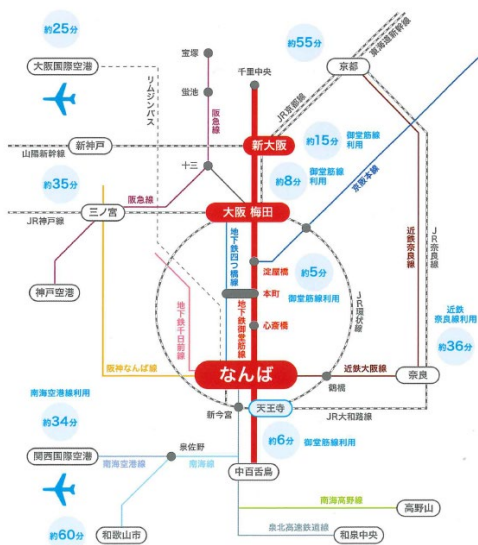 約25分
大阪国際空港
リムジンバス
宝塚
蛍池
阪急線
千里中央
約55分
京都
東海道新幹線
JR京都線
新神戸
山陽新幹線
新大阪
約15分
御堂筋線
利用
約8分
御堂筋線
利用
京阪本線
十三
約35分
阪急線
三ノ宮
JR神戸線
大阪 梅田
地下鉄四つ橋線
近鉄奈良線
JR奈良線
神戸空港
地下鉄千日前線
淀屋橋
約5分
御堂筋線利用
本町
地下鉄御堂筋線
心斎橋
JR環状線
近鉄
奈良線利用
約36分
阪神なんば線
なんば
近鉄大阪線
奈良
鶴橋
新今宮
天王寺
JR大和路線
南海空港線利用
約34分
約6分
御堂筋線利用
関西国際空港
泉佐野
南海空港線
南海線
中百舌鳥
南海高野線
高野山
約60分
和歌山市
泉北高速鉄道線
和泉中央